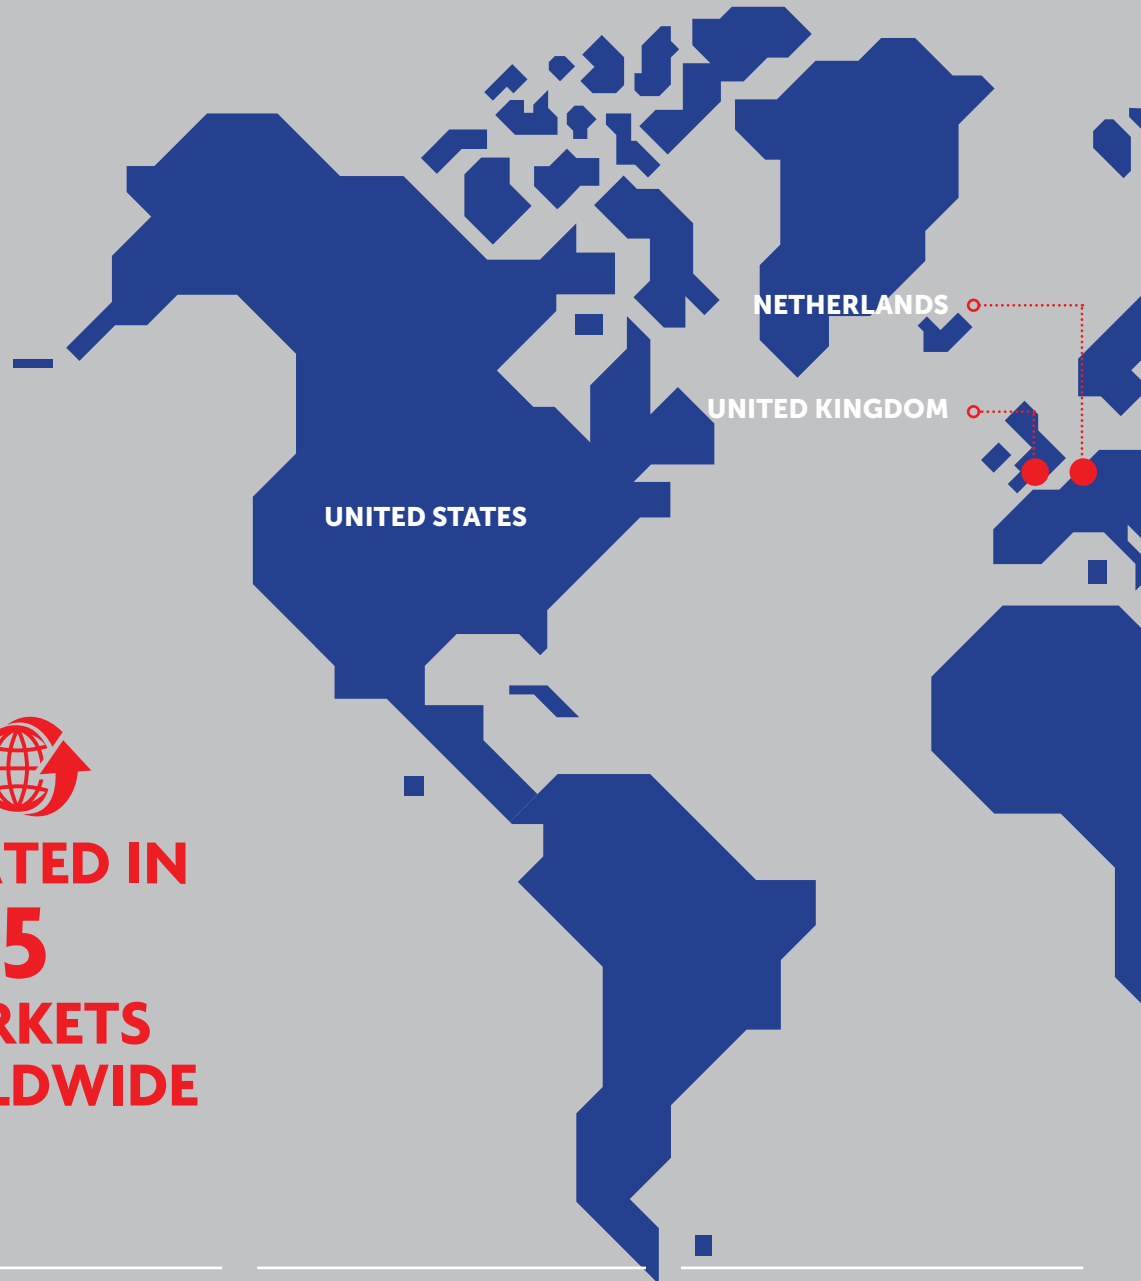 NETHERLANDS
UNITED KINGDOM
UNITED STATES
ATED IN
5
RKETS
LDWIDE